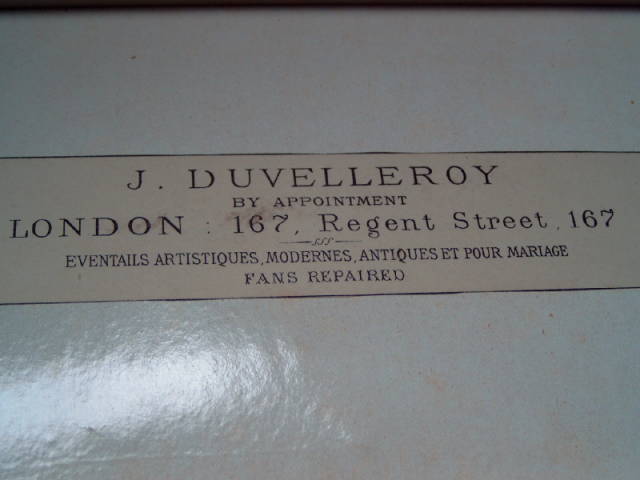 J. DUVELLEROY
BY APPOINTMENT
LONDON : 167, Regent Street, 167
EVENTAILS ARTISTIQUES, MODERNES, ANTIQUES ET POUR MARIAGE
FANS REPAIRED